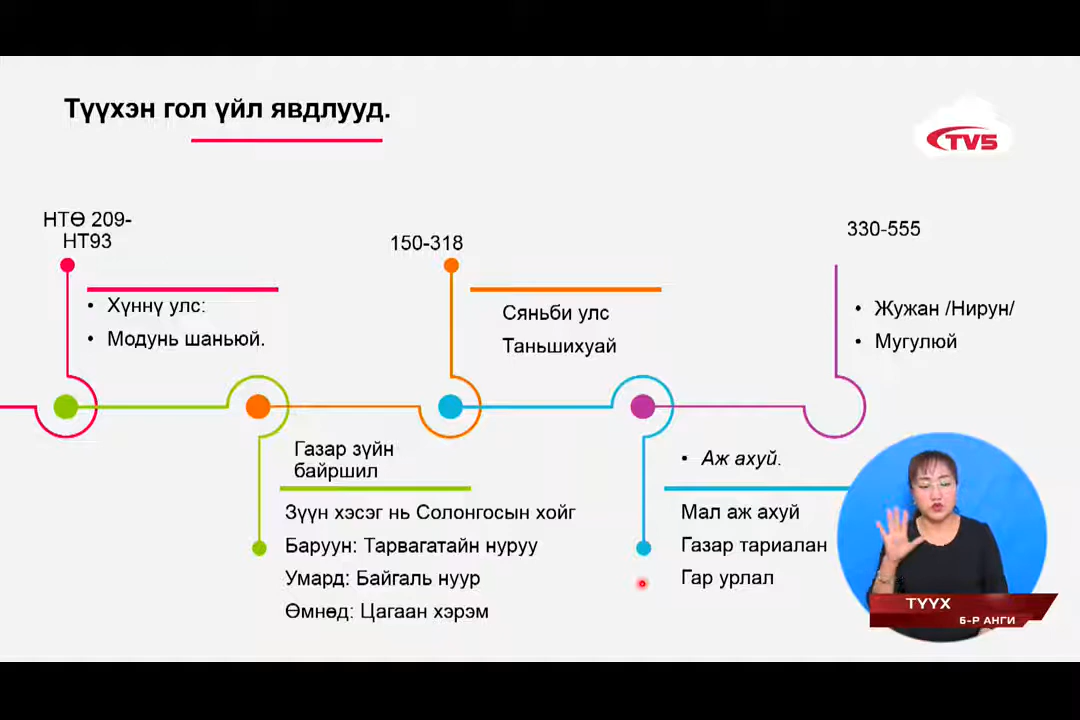 Түүхэн гол үйл явдлууд.
TV5
НТӨ 209-
НТ93
• Хүннү улс:
• Модунь шаньюй.
Газар зүйн
байршил
Зүүн хэсэг нь Солонгосын хойг
Баруун: Тарвагатайн нуруу
Умард: Байгаль нуур
Өмнөд: Цагаан хэрэм
150-318
Сяньби улс
Таньшихуай
• Аж ахуй.
Мал аж ахуй
Газар тариалан
Гар урлал
330-555
• Жужан /Нирун/
• Мугулюй
ТҮҮХ
6-Р АНГИ